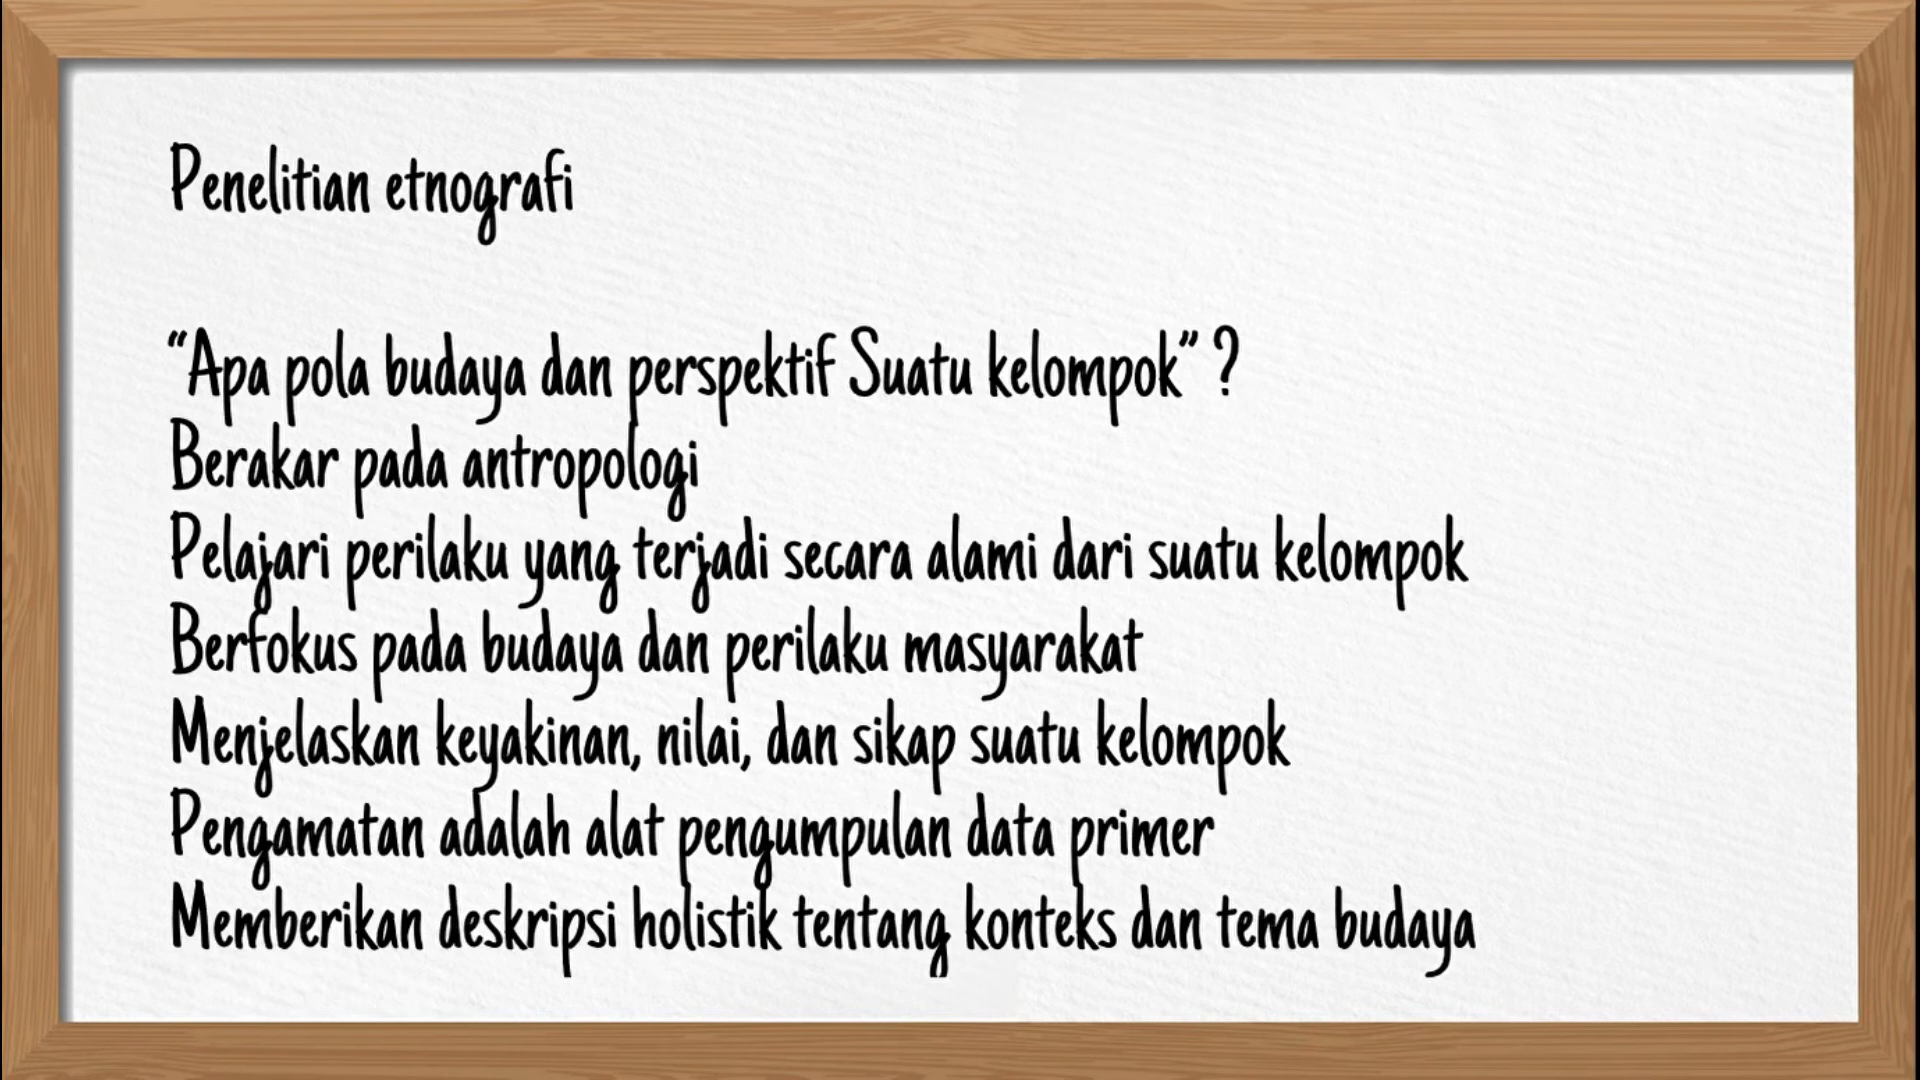 Penelitian etnografi
“Apa pola budaya dan perspektif Suatu kelompok” ?
Berakar pada antropologi
Pelajari perilaku yang terjadi secara alami dari suatu kelompok
Berfokus pada budaya dan perilaku masyarakat
Menjelaskan keyakinan, nilai, dan sikap suatu kelompok
Pengamatan adalah alat pengumpulan data primer
Memberikan deskripsi holistik tentang konteks dan tema budaya